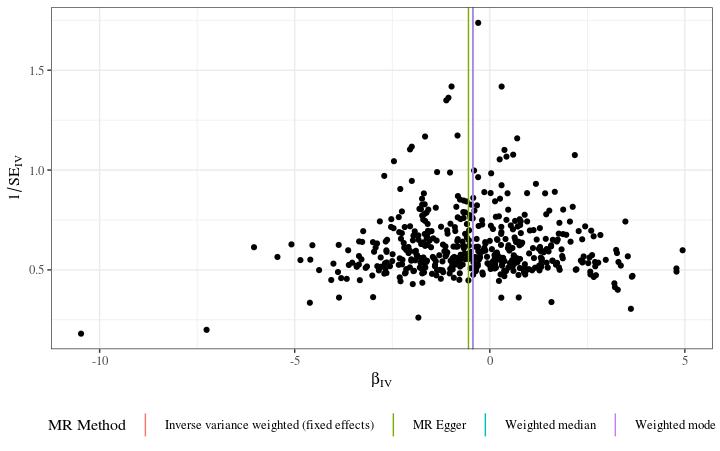 1/SE_IV
1.5
1.0
0.5
-10
-5
0
5
β_IV
MR Method
Inverse variance weighted (fixed effects)
MR Egger
Weighted median
Weighted mode